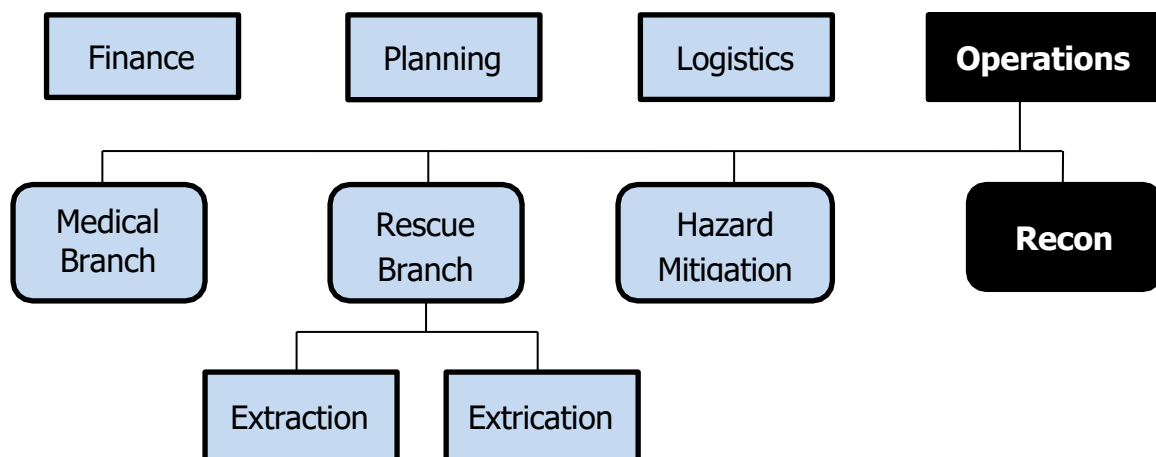 Finance
Planning
Logistics
Operations
Medical
Branch
Rescue
Branch
Hazard
Mitigation
Recon
Extraction
Extrication